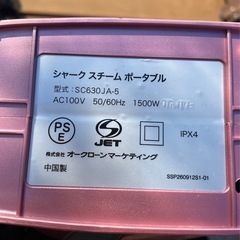 シャーク スチーム ポータブル
型式：SC630JA-5
AC100V 50/60Hz 1500W
PSE
JET
IPX4
株式会社 オークローンマーケティング
中国製
SSP260912S1-01